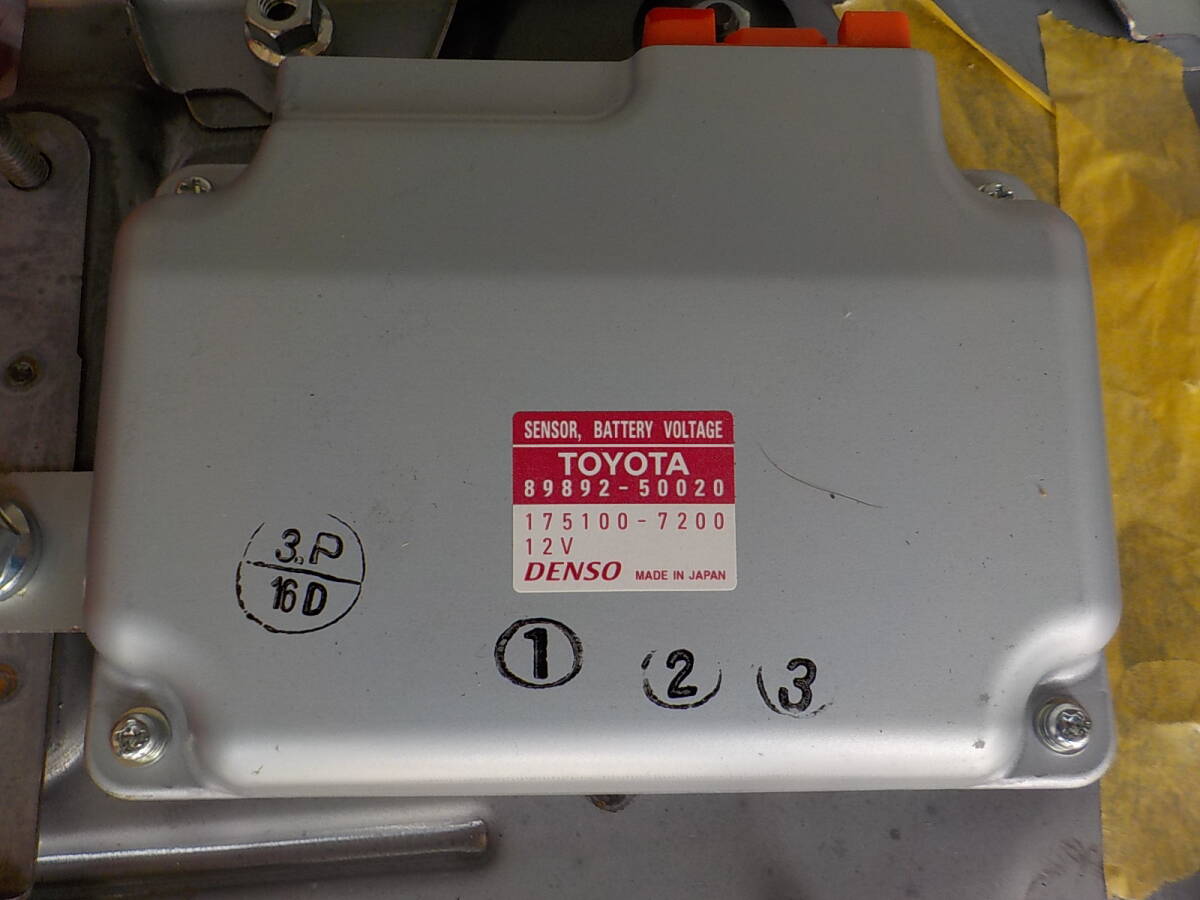 SENSOR, BATTERY VOLTAGE
TOYOTA
89892-50020
175100-7200
12V
DENSO MADE IN JAPAN
3.P
16D
1 2 3